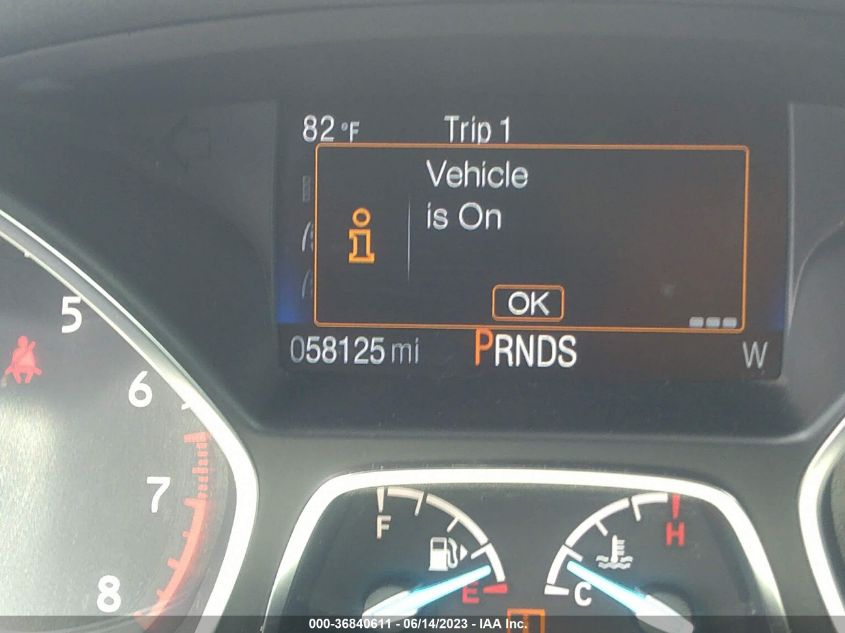 82 °F Trip 1
Vehicle
is On
OK
058125 mi PRNDS W
5
6
7
8
F
E
H
C
000-36840611 - 06/14/2023 - IAA Inc.